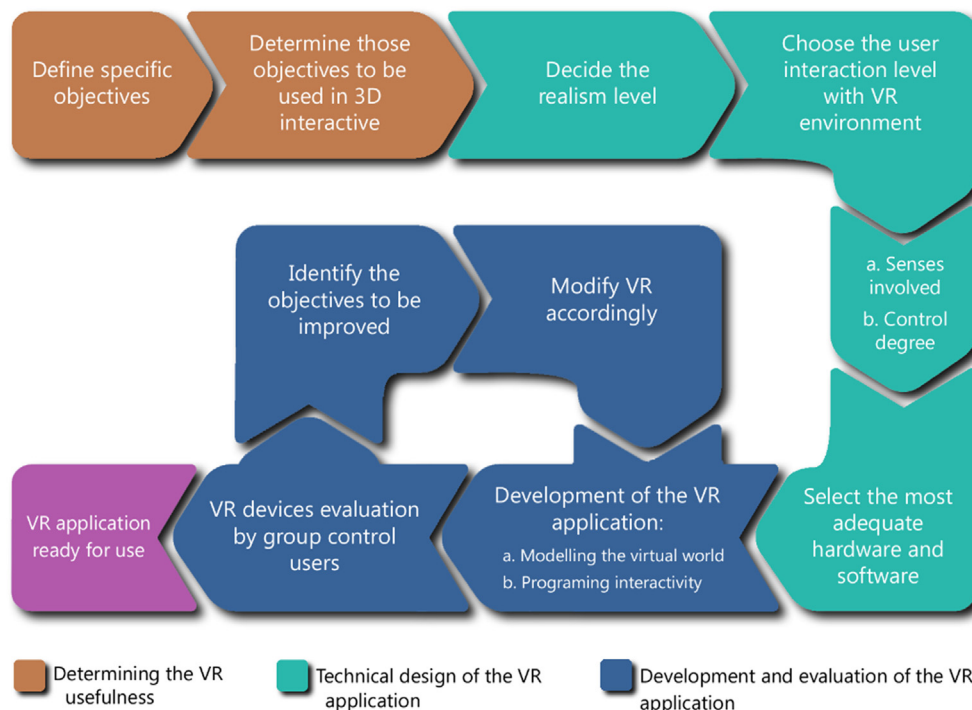 Define specific
objectives
Determine those
objectives to be
used in 3D
interactive
Decide the
realism level
Choose the user
interaction level
with VR
environment
a. Senses
involved
b. Control
degree
Select the most
adequate
hardware and
software
Development of the VR
application:
a. Modelling the virtual world
b. Programing interactivity
VR devices evaluation
by group control
users
Identify the
objectives to be
improved
Modify VR
accordingly
VR application
ready for use
Determining the VR
usefulness
Technical design of the VR
application
Development and evaluation of the VR
application